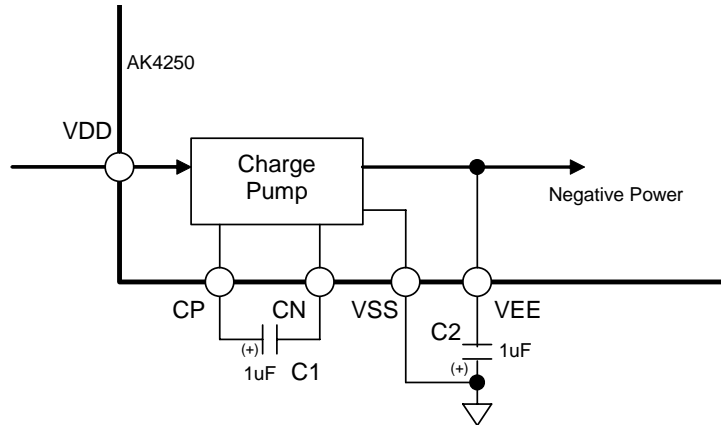 AK4250
VDD
Charge
Pump
Negative Power
CP
CN
VSS
VEE
(+)
1uF
C1
C2
1uF
(+)